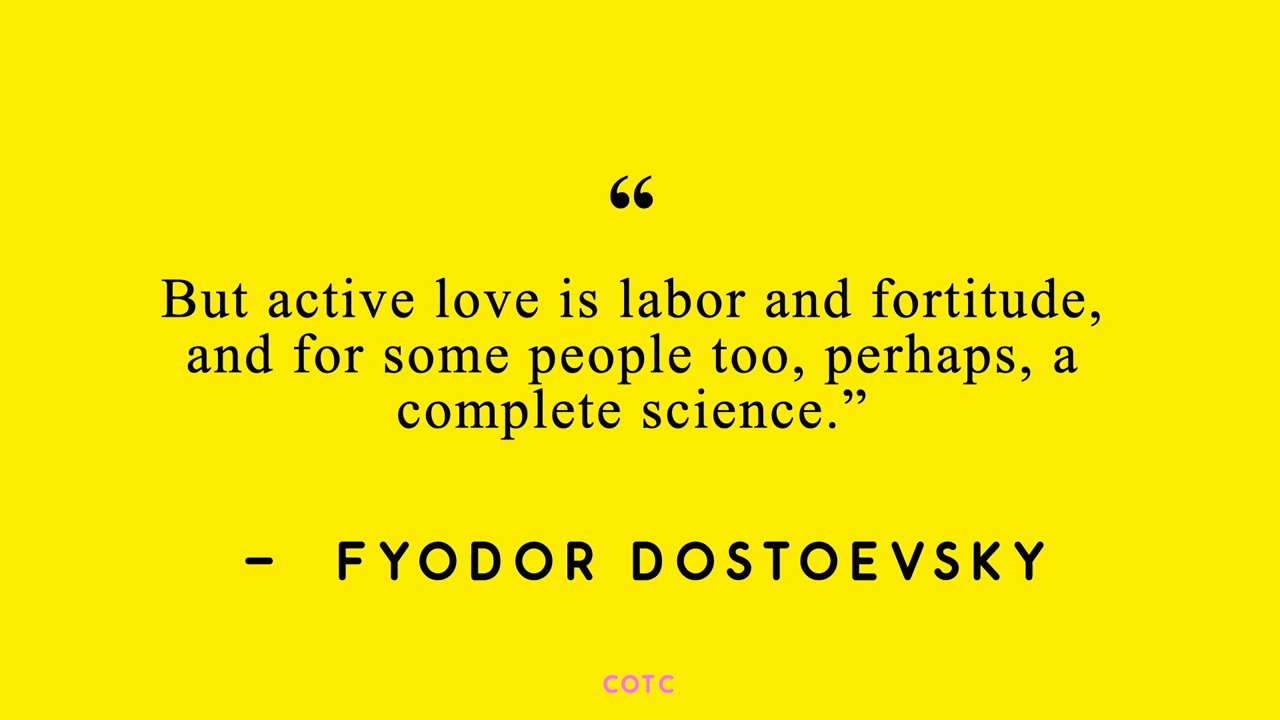 “
But active love is labor and fortitude,
and for some people too, perhaps, a
complete science.”
– FYODOR DOSTOEVSKY
COTC